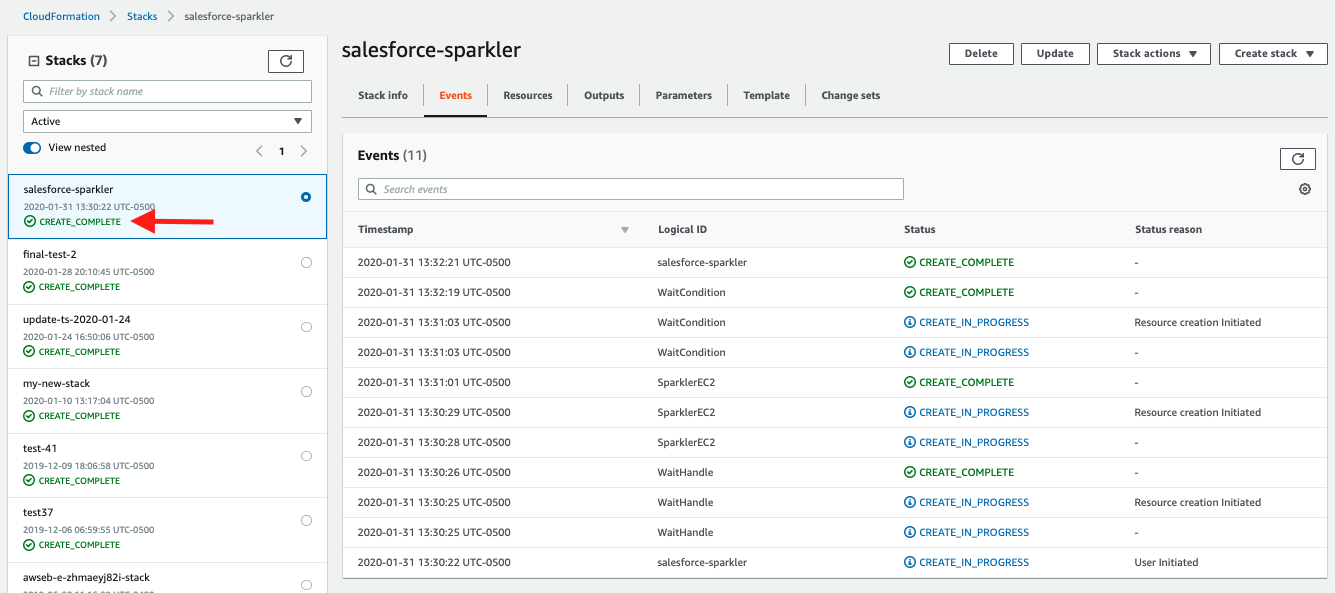 CloudFormation > Stacks > salesforce-sparkler
Stacks (7)
Filter by stack name
Active
View nested
1
salesforce-sparkler
2020-01-31 13:30:22 UTC-0500
CREATE_COMPLETE
final-test-2
2020-01-28 20:10:45 UTC-0500
CREATE_COMPLETE
update-ts-2020-01-24
2020-01-24 16:50:06 UTC-0500
CREATE_COMPLETE
my-new-stack
2020-01-10 13:17:04 UTC-0500
CREATE_COMPLETE
test-41
2019-12-09 18:06:58 UTC-0500
CREATE_COMPLETE
test37
2019-12-06 06:59:55 UTC-0500
CREATE_COMPLETE
awseb-e-zhmaeyj82i-stack
salesforce-sparkler
Delete Update Stack actions Create stack
Stack info Events Resources Outputs Parameters Template Change sets
Events (11)
Search events
Timestamp Logical ID Status Status reason
2020-01-31 13:32:21 UTC-0500 salesforce-sparkler CREATE_COMPLETE -
2020-01-31 13:32:19 UTC-0500 WaitCondition CREATE_COMPLETE -
2020-01-31 13:31:03 UTC-0500 WaitCondition CREATE_IN_PROGRESS Resource creation Initiated
2020-01-31 13:31:03 UTC-0500 WaitCondition CREATE_IN_PROGRESS -
2020-01-31 13:31:01 UTC-0500 SparklerEC2 CREATE_COMPLETE -
2020-01-31 13:30:29 UTC-0500 SparklerEC2 CREATE_IN_PROGRESS Resource creation Initiated
2020-01-31 13:30:28 UTC-0500 SparklerEC2 CREATE_IN_PROGRESS -
2020-01-31 13:30:26 UTC-0500 WaitHandle CREATE_COMPLETE -
2020-01-31 13:30:25 UTC-0500 WaitHandle CREATE_IN_PROGRESS Resource creation Initiated
2020-01-31 13:30:25 UTC-0500 WaitHandle CREATE_IN_PROGRESS -
2020-01-31 13:30:22 UTC-0500 salesforce-sparkler CREATE_IN_PROGRESS User Initiated